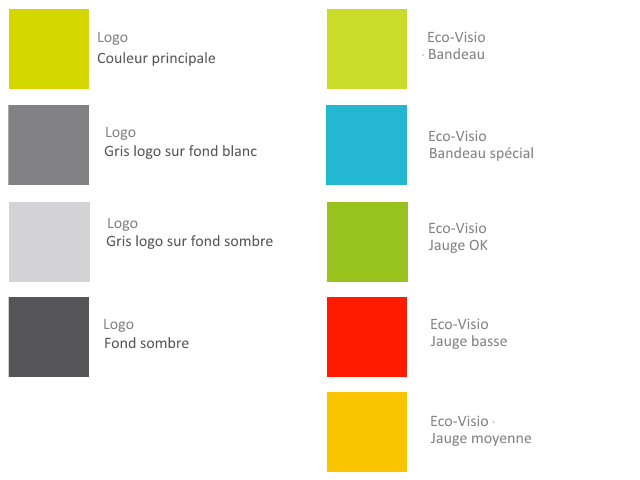 Logo
Couleur principale
Logo
Gris logo sur fond blanc
Logo
Gris logo sur fond sombre
Logo
Fond sombre
Eco-Visio
Bandeau
Eco-Visio
Bandeau spécial
Eco-Visio
Jauge OK
Eco-Visio
Jauge basse
Eco-Visio
Jauge moyenne